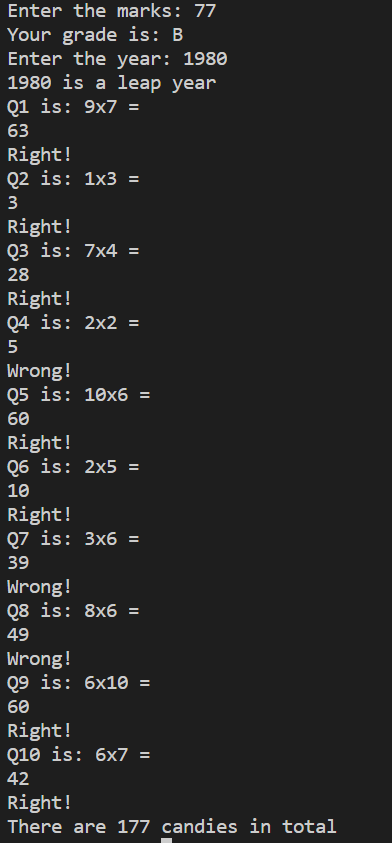 Enter the marks: 77
Your grade is: B
Enter the year: 1980
1980 is a leap year
Q1 is: 9x7 =
63
Right!
Q2 is: 1x3 =
3
Right!
Q3 is: 7x4 =
28
Right!
Q4 is: 2x2 =
5
Wrong!
Q5 is: 10x6 =
60
Right!
Q6 is: 2x5 =
10
Right!
Q7 is: 3x6 =
39
Wrong!
Q8 is: 8x6 =
49
Wrong!
Q9 is: 6x10 =
60
Right!
Q10 is: 6x7 =
42
Right!
There are 177 candies in total